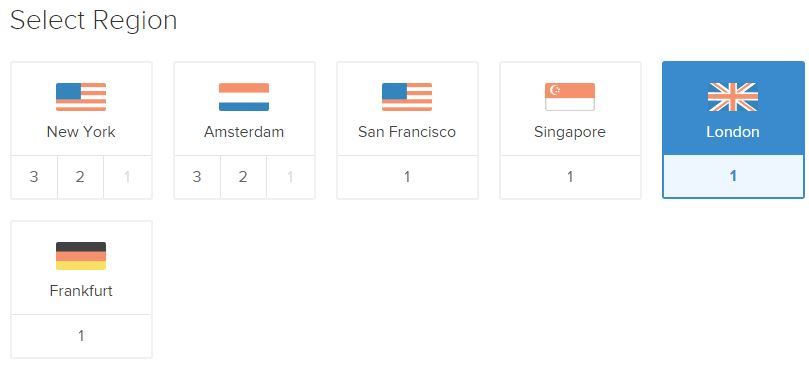 Select Region
New York
Amsterdam
San Francisco
Singapore
London
3 2 1
3 2 1
1
1
1
Frankfurt
1